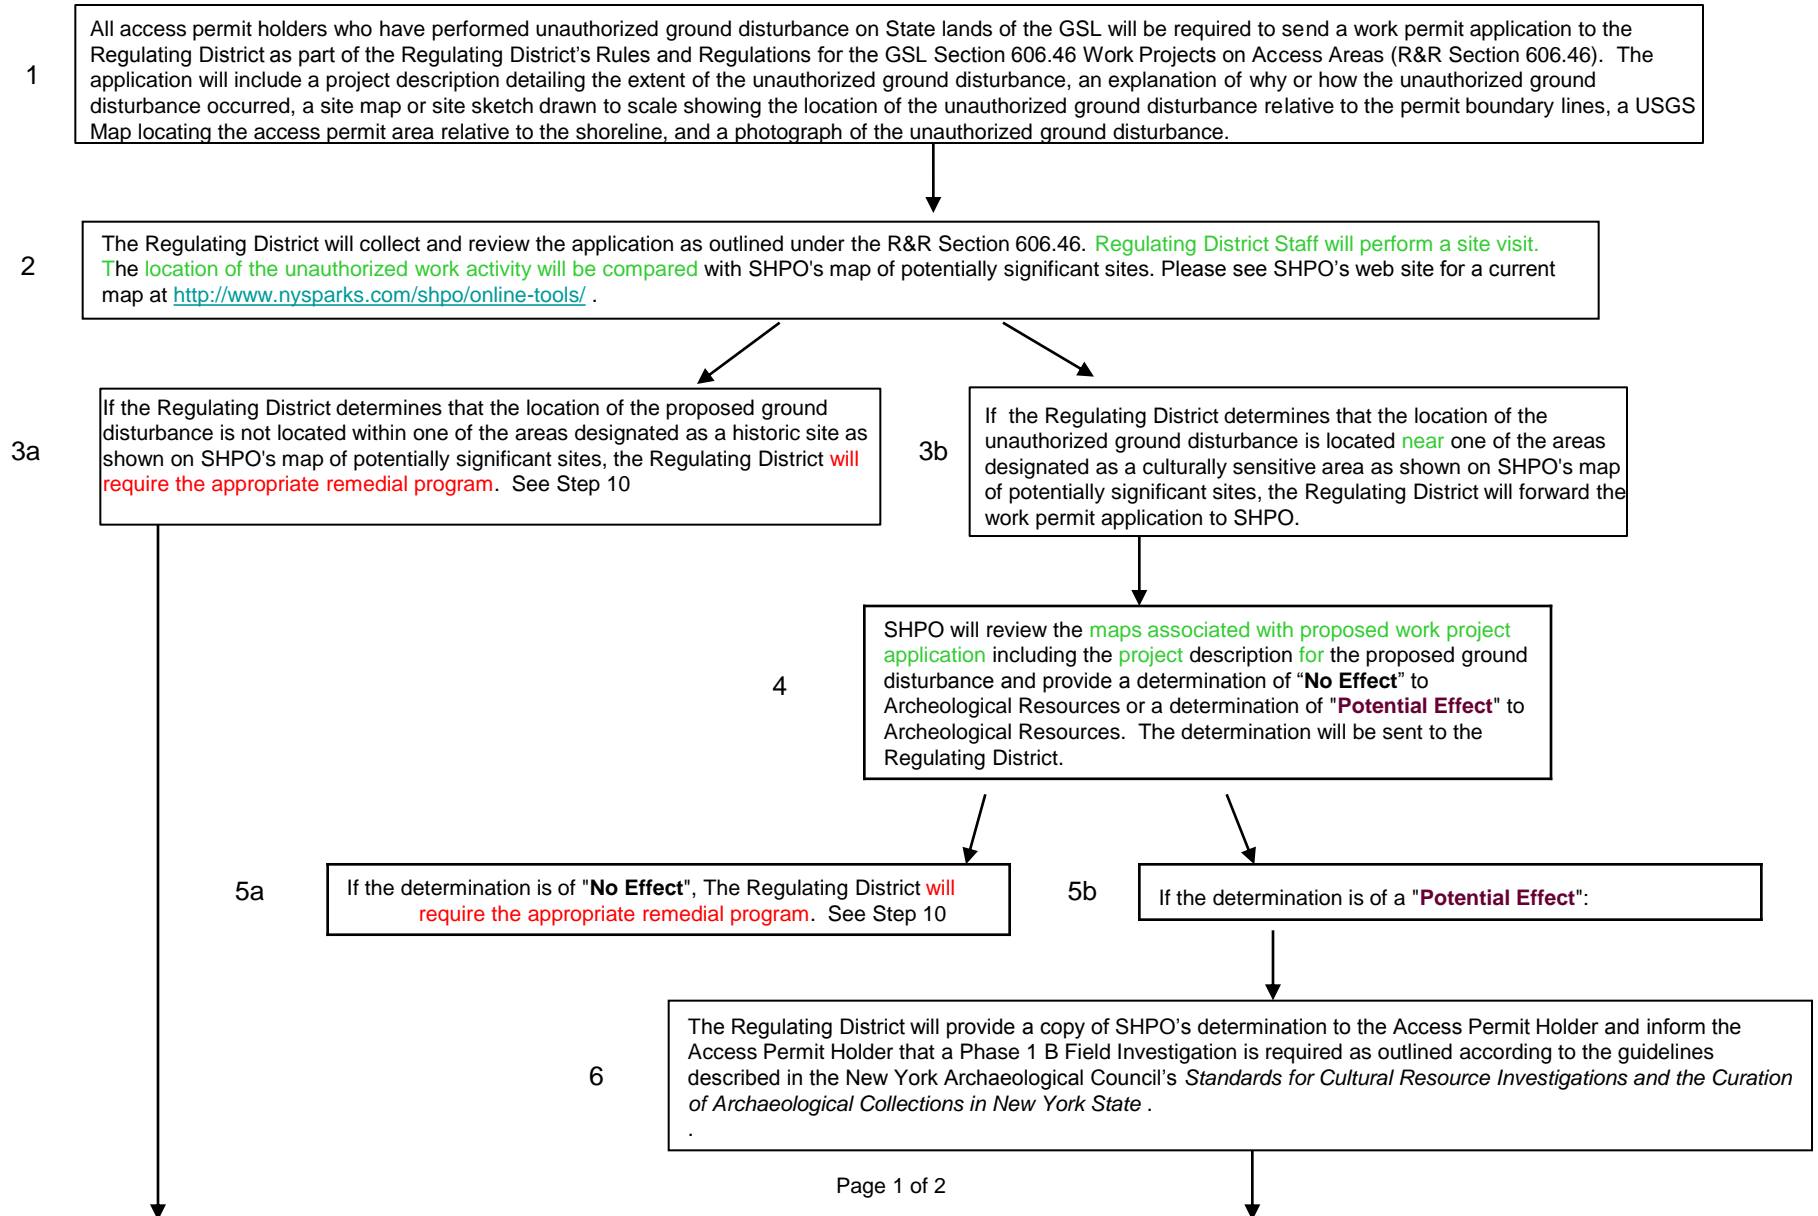 1
All access permit holders who have performed unauthorized ground disturbance on State lands of the GSL will be required to send a work permit application to the
Regulating District as part of the Regulating District's Rules and Regulations for the GSL Section 606.46 Work Projects on Access Areas (R&R Section 606.46).  The
application will include a project description detailing the extent of the unauthorized ground disturbance, an explanation of why or how the unauthorized ground
disturbance occurred, a site map or site sketch drawn to scale showing the location of the unauthorized ground disturbance relative to the permit boundary lines, a USGS
Map locating the access permit area relative to the shoreline, and a photograph of the unauthorized ground disturbance.
2
The Regulating District will collect and review the application as outlined under the R&R Section 606.46. Regulating District Staff will perform a site visit.
The location of the unauthorized work activity will be compared with SHPO's map of potentially significant sites. Please see SHPO's web site for a current
map at http://www.nysparks.com/shpo/online-tools/ .
3a
If the Regulating District determines that the location of the proposed ground
disturbance is not located within one of the areas designated as a historic site as
shown on SHPO's map of potentially significant sites, the Regulating District will
require the appropriate remedial program.  See Step 10
3b
If  the Regulating District determines that the location of the
unauthorized ground disturbance is located near one of the areas
designated as a culturally sensitive area as shown on SHPO's map
of potentially significant sites, the Regulating District will forward the
work permit application to SHPO.
4
SHPO will review the maps associated with proposed work project
application including the project description for the proposed ground
disturbance and provide a determination of “No Effect” to
Archeological Resources or a determination of "Potential Effect" to
Archeological Resources.  The determination will be sent to the
Regulating District.
5a
If the determination is of "No Effect", The Regulating District will
require the appropriate remedial program.  See Step 10
5b
If the determination is of a "Potential Effect":
6
The Regulating District will provide a copy of SHPO’s determination to the Access Permit Holder and inform the
Access Permit Holder that a Phase 1 B Field Investigation is required as outlined according to the guidelines
described in the New York Archaeological Council’s Standards for Cultural Resource Investigations and the Curation
of Archaeological Collections in New York State .
.
Page 1 of 2